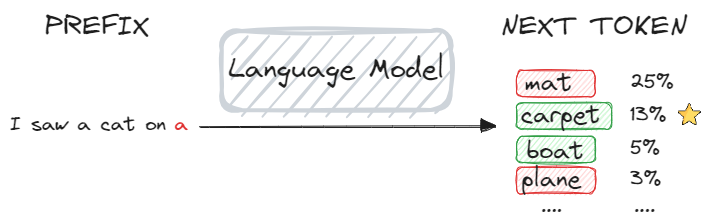 PREFIX
Language Model
NEXT TOKEN
I saw a cat on a
mat 25%
carpet 13%
boat 5%
plane 3%
.... ....